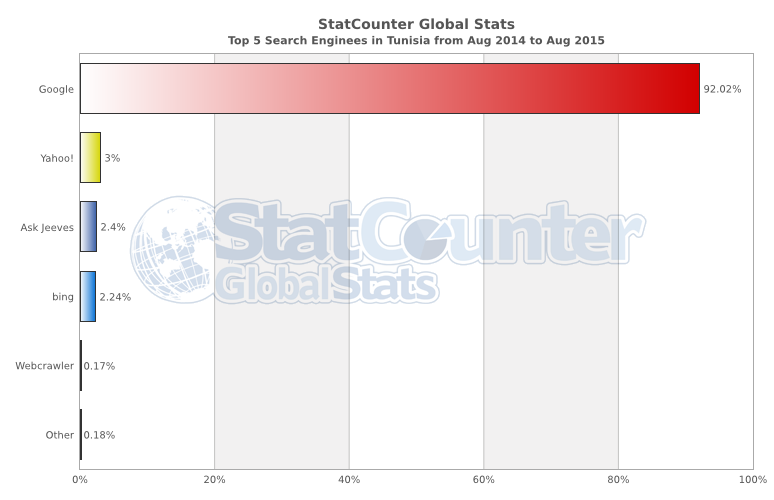 StatCounter Global Stats
Top 5 Search Enginees in Tunisia from Aug 2014 to Aug 2015
Google 92.02%
Yahoo! 3%
Ask Jeeves 2.4%
StatCounter
GlobalStats
bing 2.24%
Webcrawler 0.17%
Other 0.18%
0% 20% 40% 60% 80% 100%